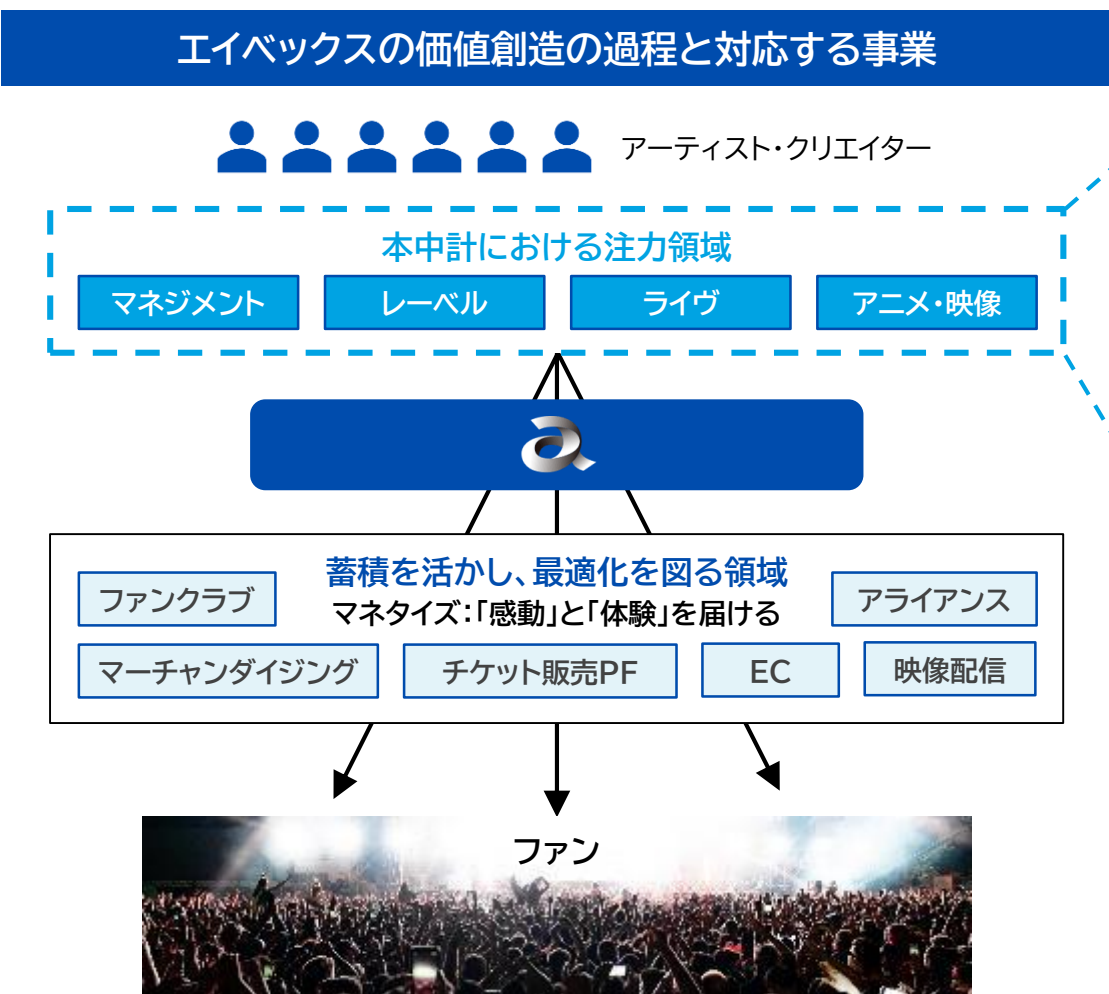 エイベックスの価値創造の過程と対応する事業
アーティスト・クリエイター
本中計における注力領域
マネジメント
レーベル
ライヴ
アニメ・映像
a
蓄積を活かし、最適化を図る領域
マネタイズ:「感動」と「体験」を届ける
ファンクラブ
アライアンス
マーチャンダイジング
チケット販売PF
EC
映像配信
ファン